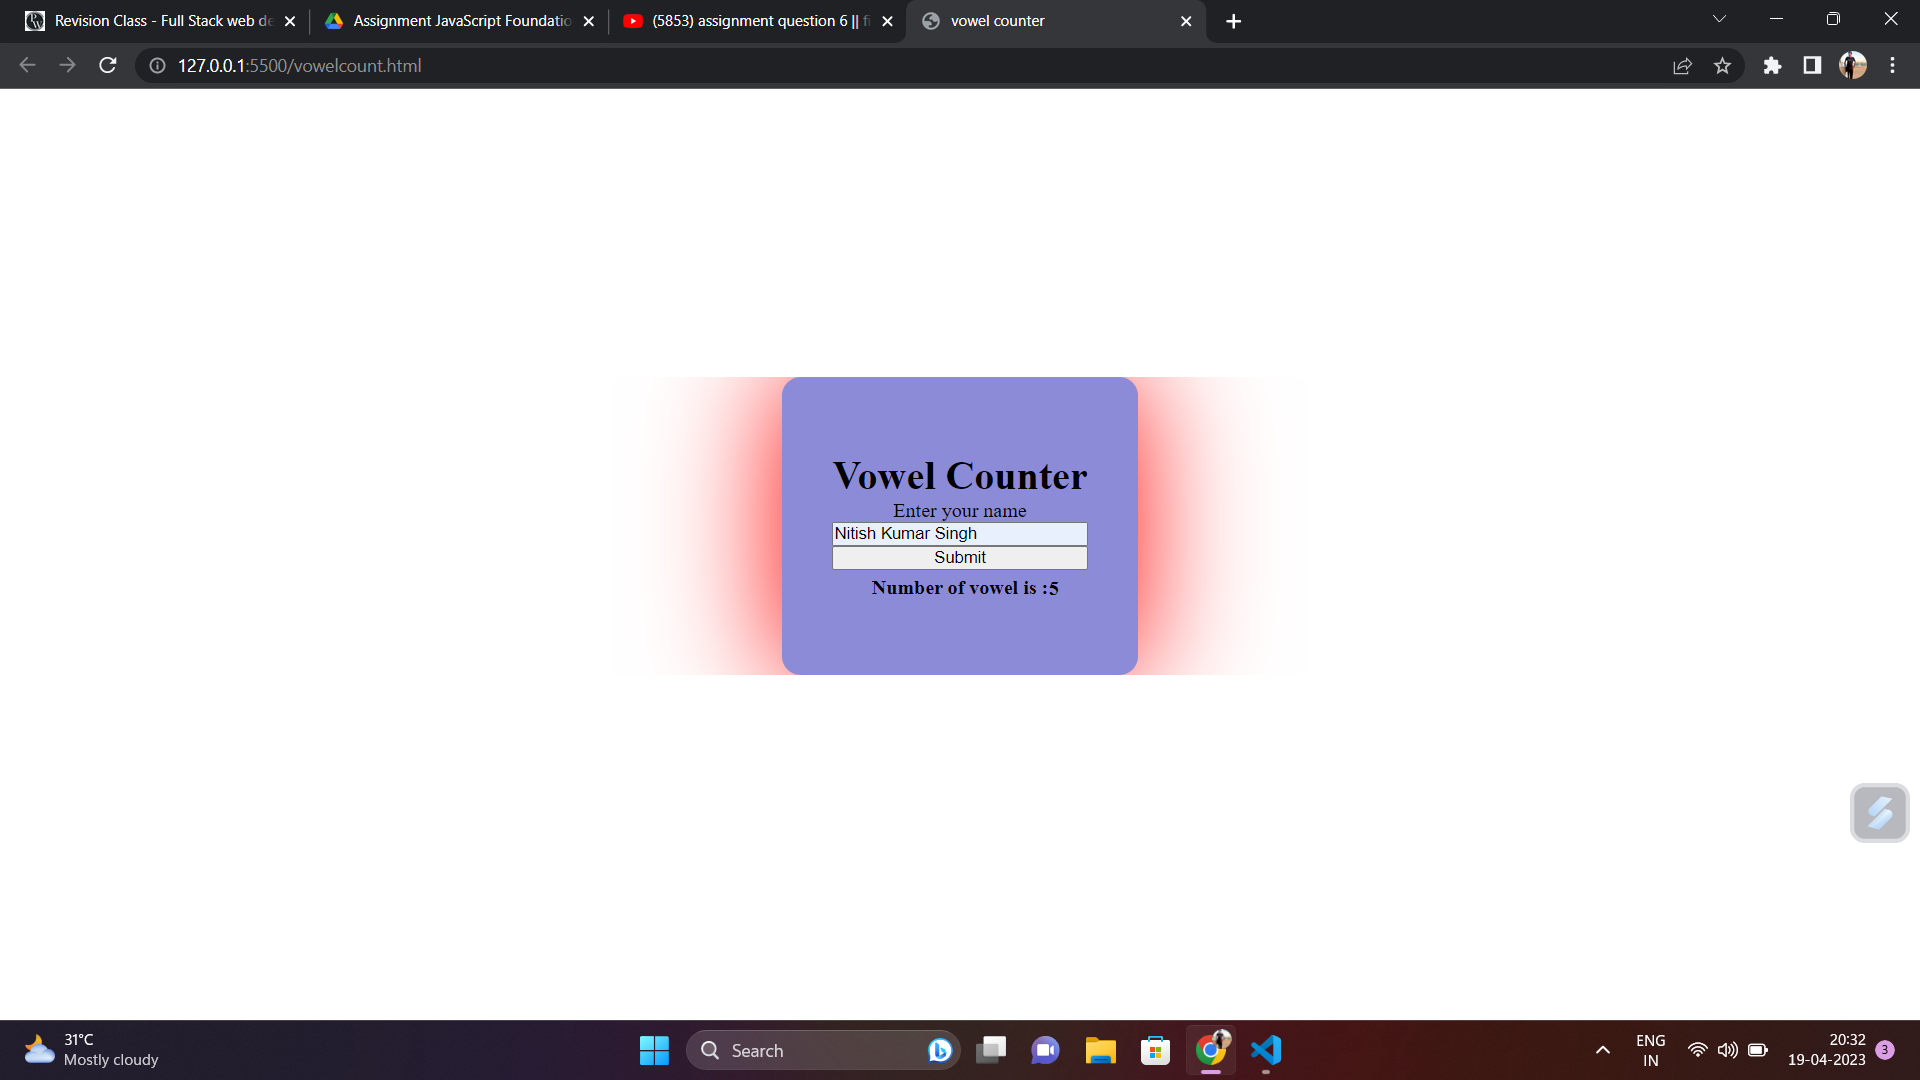 Revision Class - Full Stack web de
Assignment JavaScript Foundatio
(5853) assignment question 6 || fi
vowel counter
127.0.0.1:5500/vowelcount.html
Vowel Counter
Enter your name
Nitish Kumar Singh
Submit
Number of vowel is :5
31°C
Mostly cloudy
Search
ENG
IN
20:32
19-04-2023
3